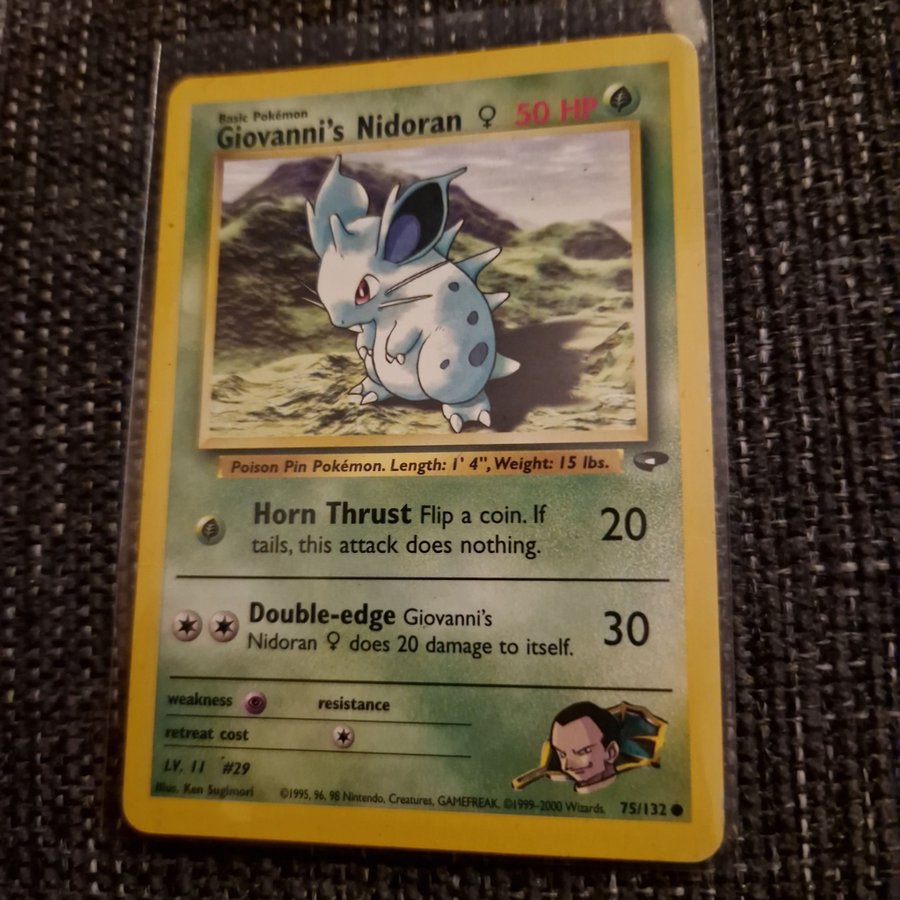 Basic Pokémon
Giovanni's Nidoran ♀ 50 HP
Poison Pin Pokémon. Length: 1' 4", Weight: 15 lbs.
Horn Thrust Flip a coin. If
tails, this attack does nothing.
20
Double-edge Giovanni's
Nidoran ♀ does 20 damage to itself.
30
weakness
resistance
retreat cost
LV. 11 #29
Illus. Ken Sugimori
©1995, 96, 98 Nintendo, Creatures, GAMEFREAK. ©1999-2000 Wizards.
75/132